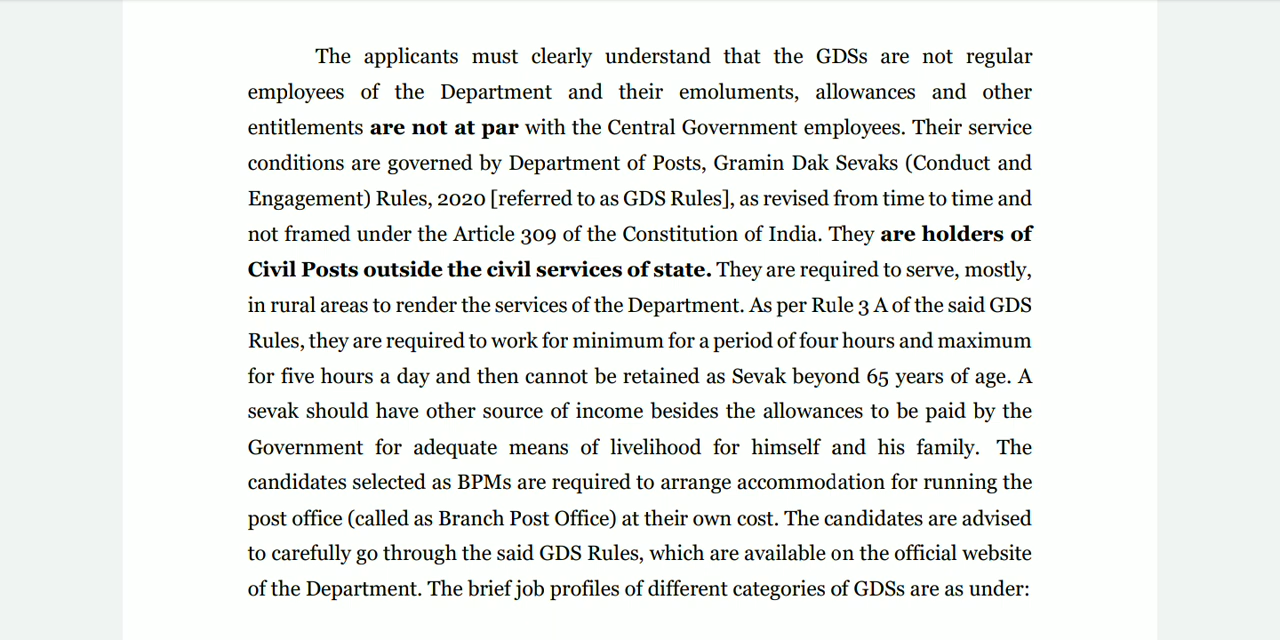 The applicants must clearly understand that the GDSs are not regular
employees of the Department and their emoluments, allowances and other
entitlements are not at par with the Central Government employees. Their service
conditions are governed by Department of Posts, Gramin Dak Sevaks (Conduct and
Engagement) Rules, 2020 [referred to as GDS Rules], as revised from time to time and
not framed under the Article 309 of the Constitution of India. They are holders of
Civil Posts outside the civil services of state. They are required to serve, mostly,
in rural areas to render the services of the Department. As per Rule 3 A of the said GDS
Rules, they are required to work for minimum for a period of four hours and maximum
for five hours a day and then cannot be retained as Sevak beyond 65 years of age. A
sevak should have other source of income besides the allowances to be paid by the
Government for adequate means of livelihood for himself and his family. The
candidates selected as BPMs are required to arrange accommodation for running the
post office (called as Branch Post Office) at their own cost. The candidates are advised
to carefully go through the said GDS Rules, which are available on the official website
of the Department. The brief job profiles of different categories of GDSs are as under: